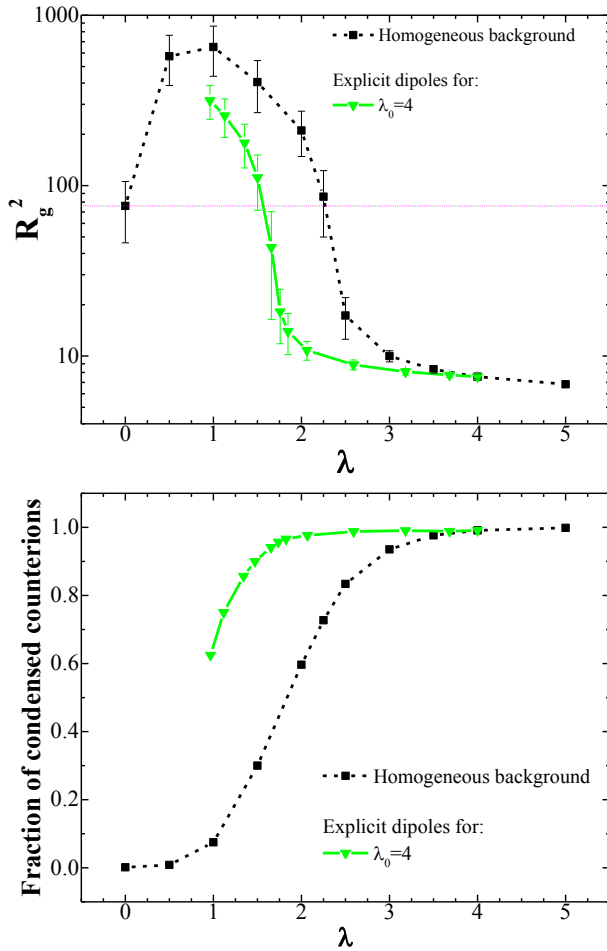 1000
100
10
R_g^2
Homogeneous background
Explicit dipoles for:
λ₀=4
0 1 2 3 4 5
λ
1.0
0.8
0.6
0.4
0.2
0.0
Fraction of condensed counterions
Homogeneous background
Explicit dipoles for:
λ₀=4
0 1 2 3 4 5
λ